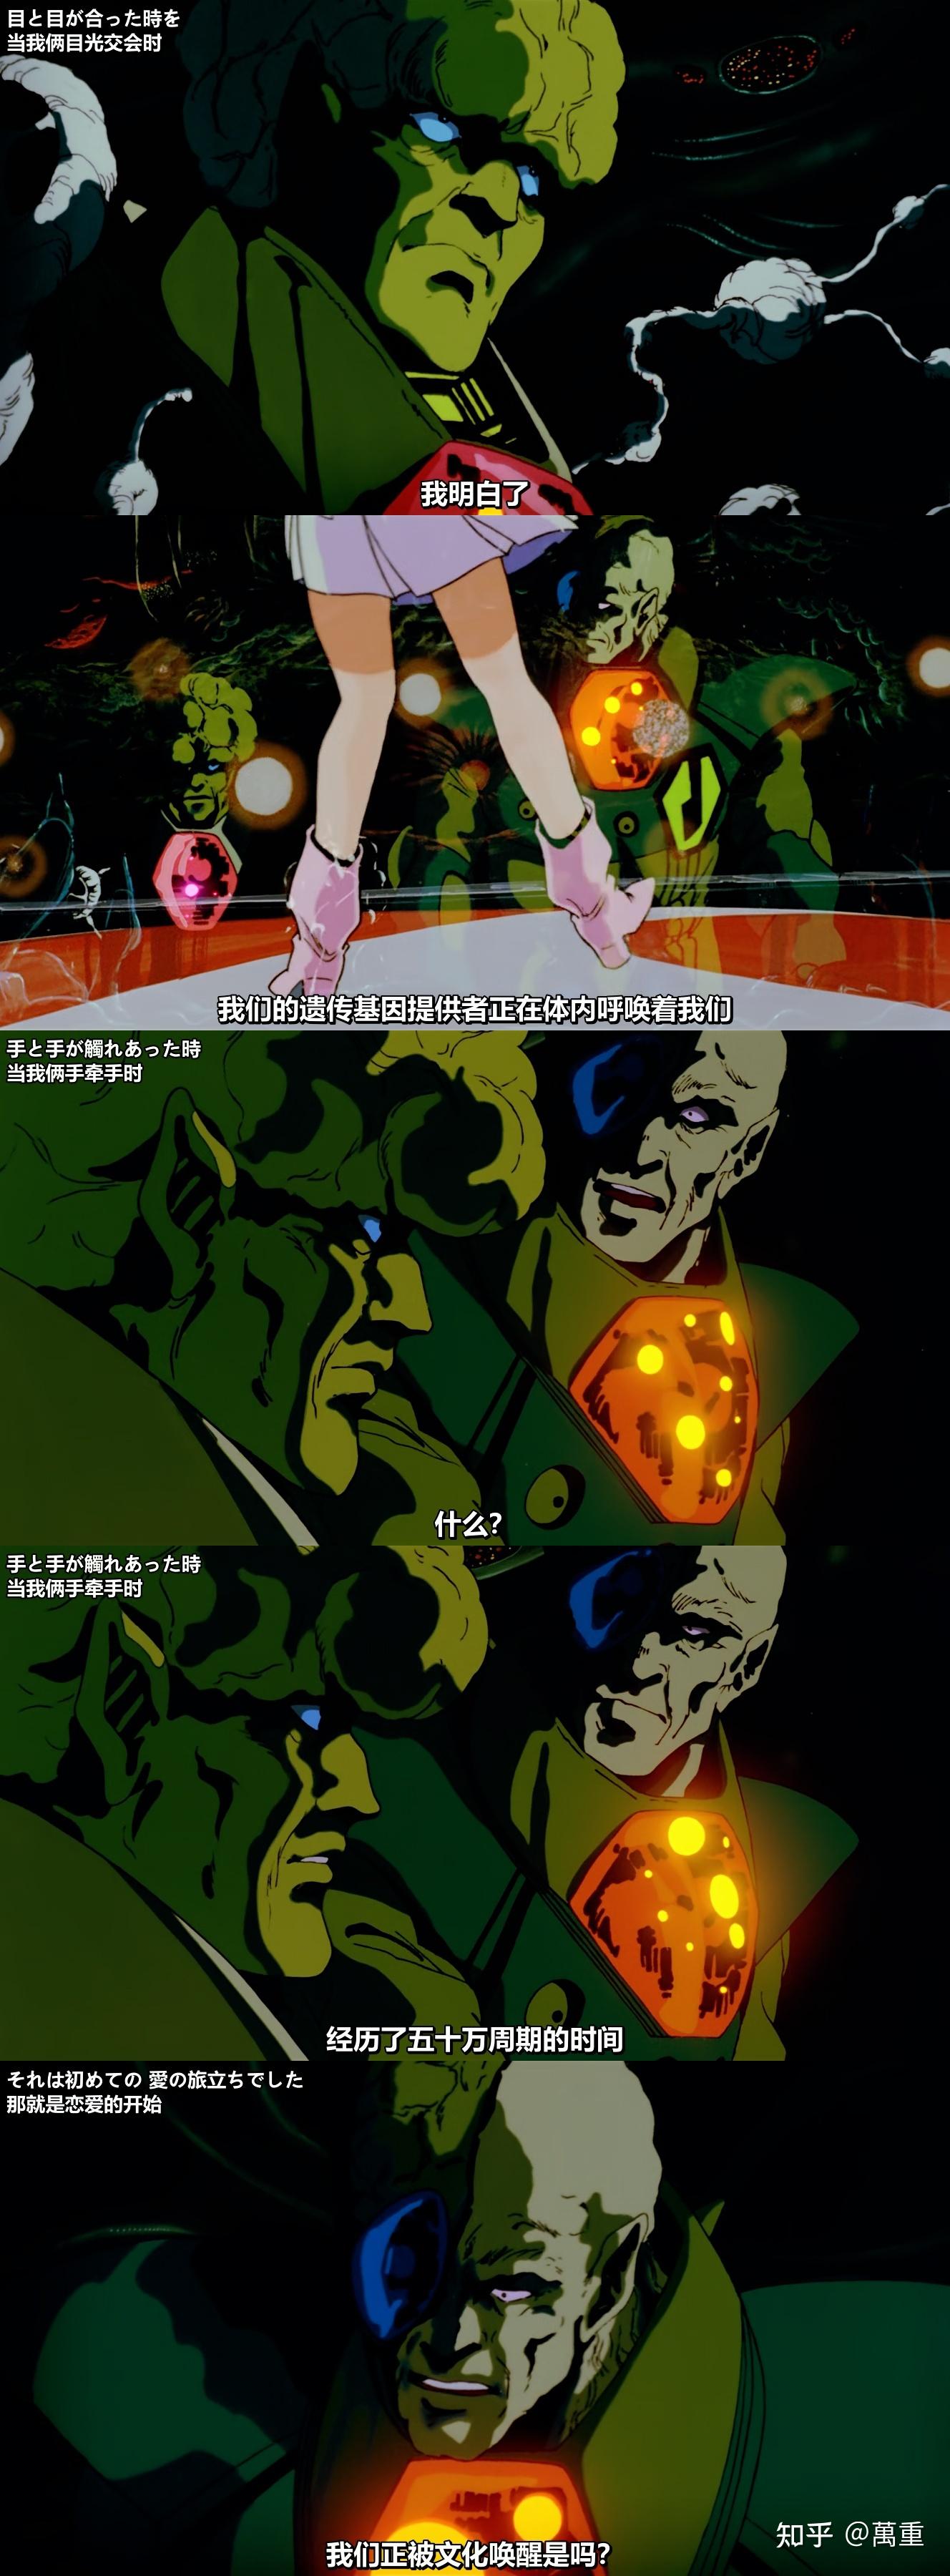 目と目が合った時を
当我俩目光交会时
我明白了
我们的遗传基因提供者正在体内呼唤着我们
手と手が觸れあった時
当我俩手牵手时
什么?
手と手が觸れあった時
当我俩手牵手时
经历了五十万周期的时间
それは初めての 愛の旅立ちでした
那就是恋爱的开始
知乎 @萬重
我们正被文化唤醒是吗?